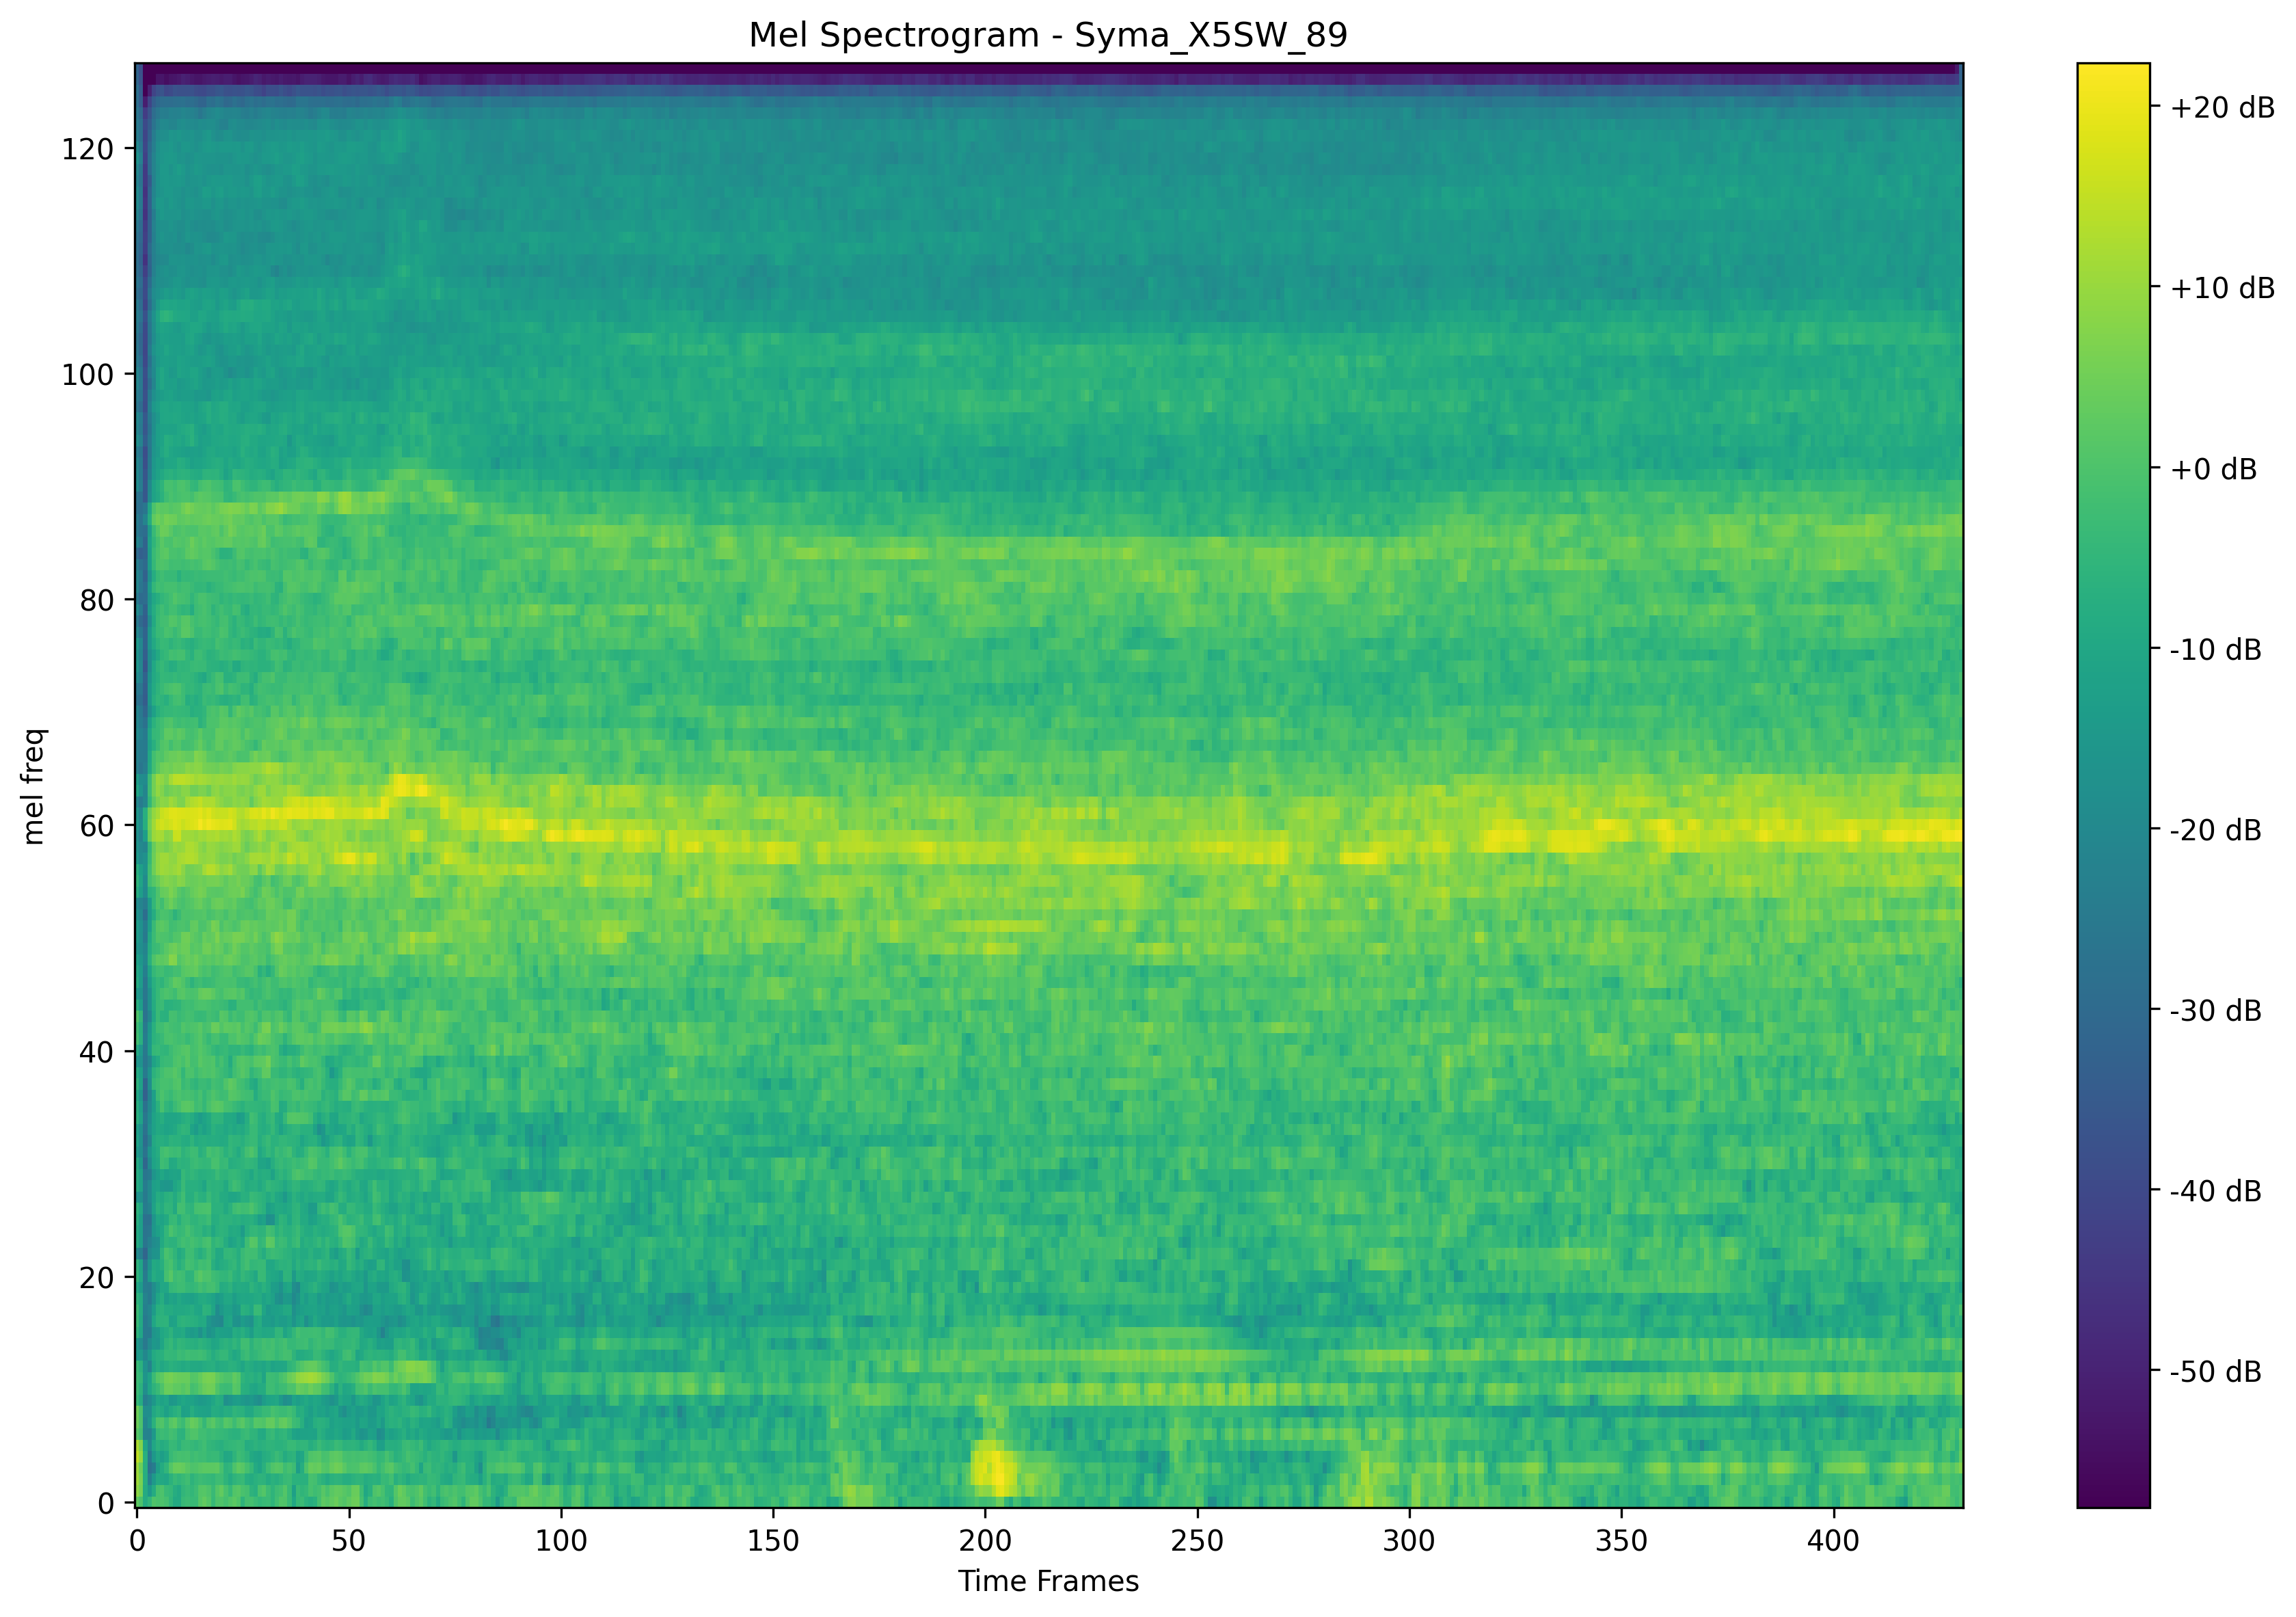 Mel Spectrogram - Syma_X5SW_89
mel freq
120
100
80
60
40
20
0
0 50 100 150 200 250 300 350 400
Time Frames
+20 dB
+10 dB
+0 dB
-10 dB
-20 dB
-30 dB
-40 dB
-50 dB